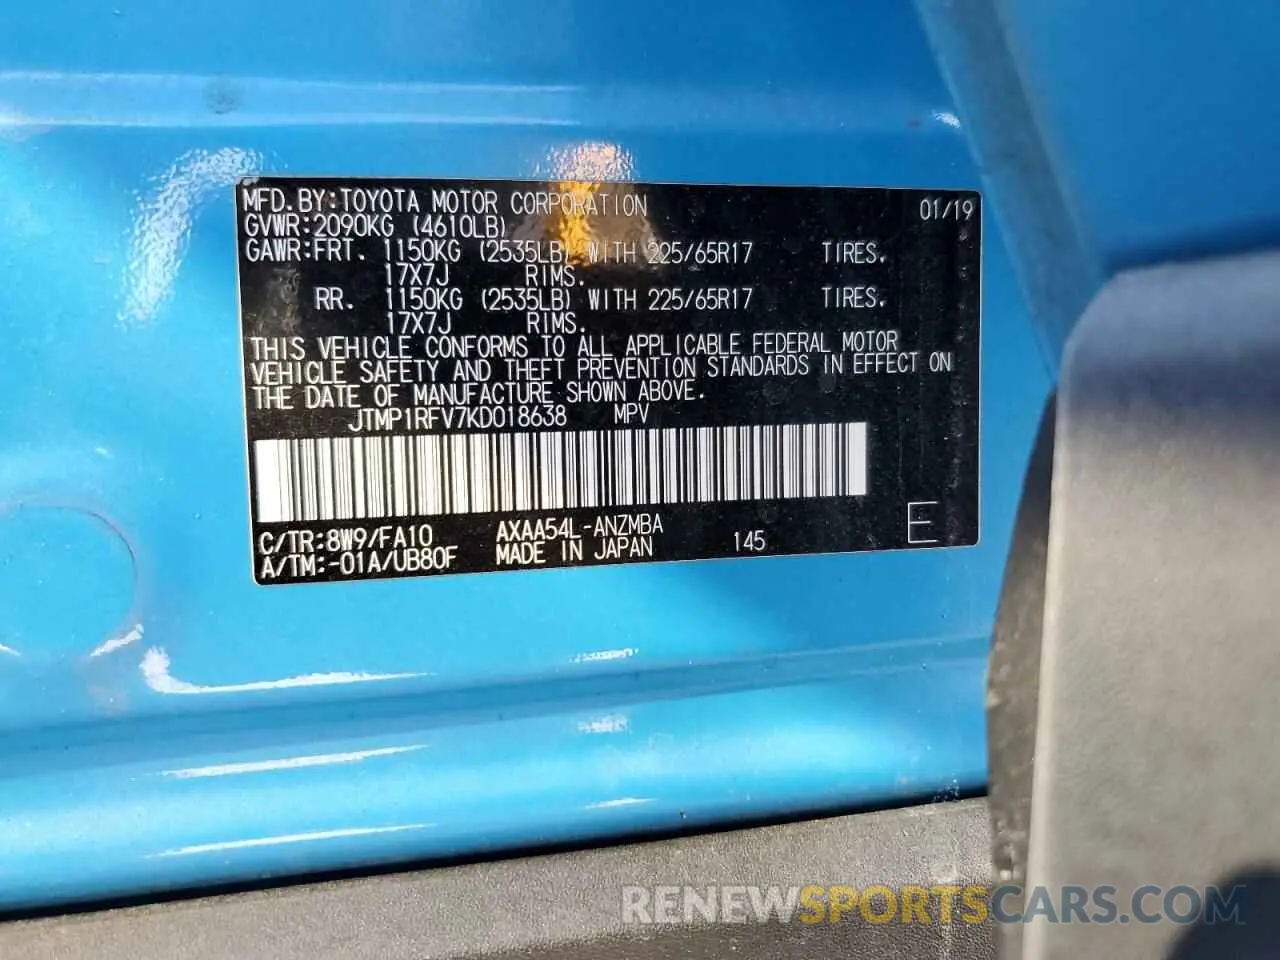 MFD.BY:TOYOTA MOTOR CORPORATION 01/19
GVWR:2090KG (4610LB)
GAWR:FRT. 1150KG (2535LB) WITH 225/65R17 TIRES.
17X7J RIMS.
RR. 1150KG (2535LB) WITH 225/65R17 TIRES.
17X7J RIMS.
THIS VEHICLE CONFORMS TO ALL APPLICABLE FEDERAL MOTOR
VEHICLE SAFETY AND THEFT PREVENTION STANDARDS IN EFFECT ON
THE DATE OF MANUFACTURE SHOWN ABOVE.
JTMP1RFV7KD018638 MPV
C/TR:8W9/FA10 AXAA54L-ANZMBA
A/TM:-01A/UB80F MADE IN JAPAN 145 E
RENEWSPORTSCARS.COM